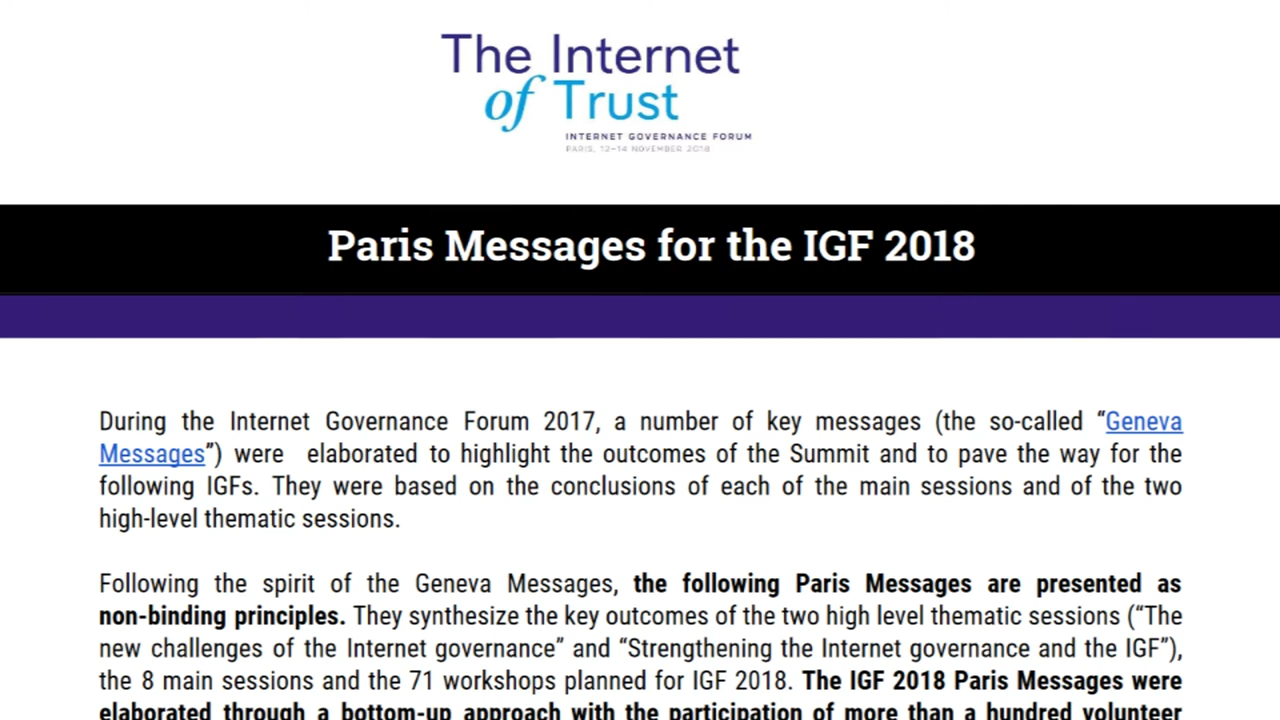 The Internet
of Trust
INTERNET GOVERNANCE FORUM
PARIS, 12–14 NOVEMBER 2018
Paris Messages for the IGF 2018
During the Internet Governance Forum 2017, a number of key messages (the so-called “Geneva
Messages”) were elaborated to highlight the outcomes of the Summit and to pave the way for the
following IGFs. They were based on the conclusions of each of the main sessions and of the two
high-level thematic sessions.
Following the spirit of the Geneva Messages, the following Paris Messages are presented as
non-binding principles. They synthesize the key outcomes of the two high level thematic sessions (“The
new challenges of the Internet governance” and “Strengthening the Internet governance and the IGF”),
the 8 main sessions and the 71 workshops planned for IGF 2018. The IGF 2018 Paris Messages were
elaborated through a bottom-up approach with the participation of more than a hundred volunteer